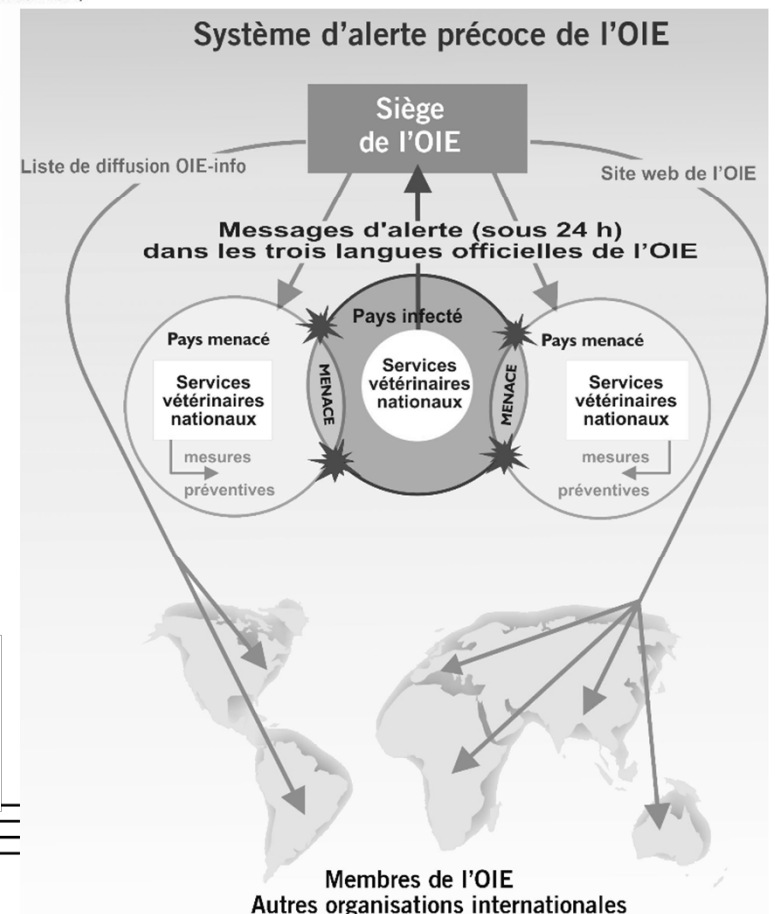 Système d'alerte précoce de l'OIE
Siège
de l'OIE
Liste de diffusion OIE-info
Site web de l'OIE
Messages d'alerte (sous 24 h)
dans les trois langues officielles de l'OIE
Pays infecté
Pays menacé
Services
vétérinaires
nationaux
mesures
préventives
MENACE
Services
vétérinaires
nationaux
MENACE
Pays menacé
Services
vétérinaires
nationaux
mesures
préventives
Membres de l'OIE
Autres organisations internationales